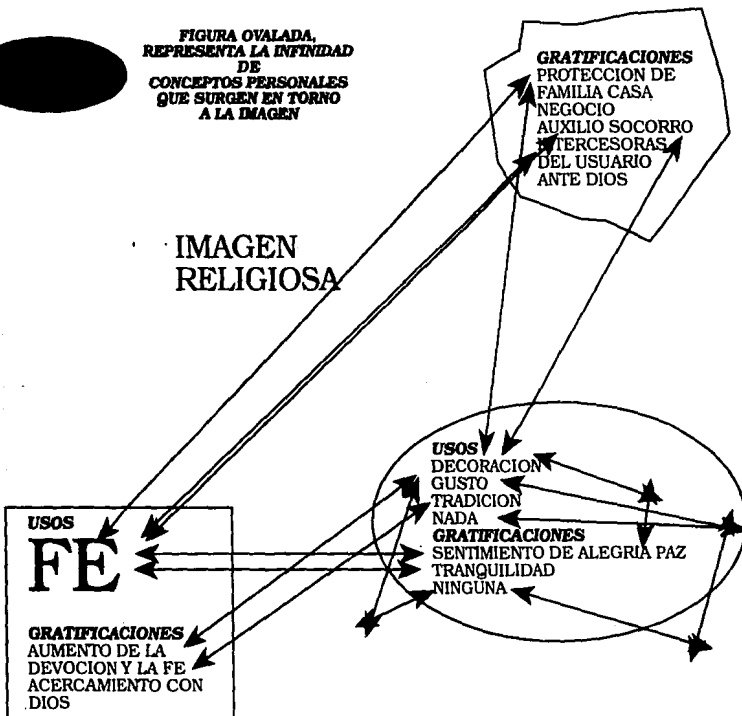 FIGURA OVALADA,
REPRESENTA LA INFINIDAD
DE
CONCEPTOS PERSONALES
QUE SURGEN EN TORNO
A LA IMAGEN
GRATIFICACIONES
PROTECCION DE
FAMILIA CASA
NEGOCIO
AUXILIO SOCORRO
INTERCESORAS
DEL USUARIO
ANTE DIOS
IMAGEN
RELIGIOSA
USOS
DECORACION
GUSTO
TRADICION
NADA
GRATIFICACIONES
SENTIMIENTO DE ALEGRIA PAZ
TRANQUILIDAD
NINGUNA
USOS
FE
GRATIFICACIONES
AUMENTO DE LA
DEVOCION Y LA FE
ACERCAMIENTO CON
DIOS